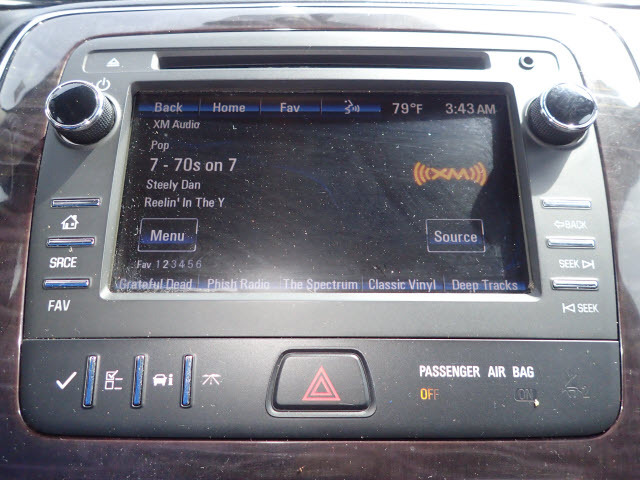 Back Home Fav 79°F 3:43 AM
XM Audio
Pop
7 - 70s on 7
Steely Dan
Reelin' In The Y
XM
Menu
Source
Fav 1 2 3 4 5 6
Grateful Dead Phish Radio The Spectrum Classic Vinyl Deep Tracks
SRCE
FAV
BACK
SEEK
SEEK
PASSENGER AIR BAG
OFF ON